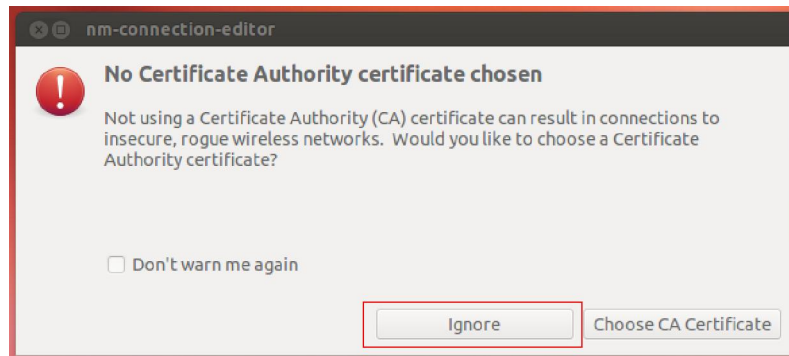 nm-connection-editor
No Certificate Authority certificate chosen
Not using a Certificate Authority (CA) certificate can result in connections to
insecure, rogue wireless networks. Would you like to choose a Certificate
Authority certificate?
Don't warn me again
Ignore
Choose CA Certificate